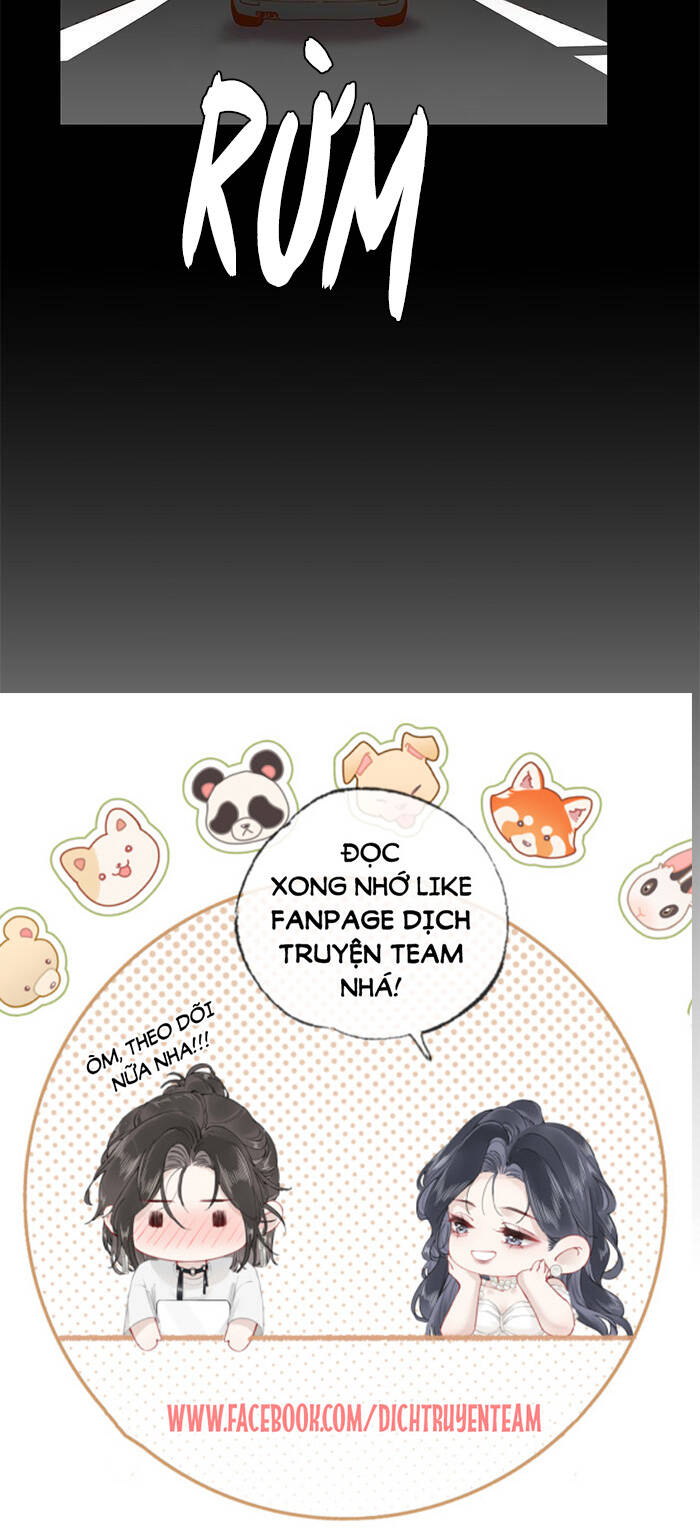 RỪM
ĐỌC
XONG NHỚ LIKE
FANPAGE DỊCH
TRUYỆN TEAM
NHÁ!
ÒM, THEO DÕI
NỮA NHA!!!
WWW.FACEBOOK.COM/DICHTRUYENTEAM